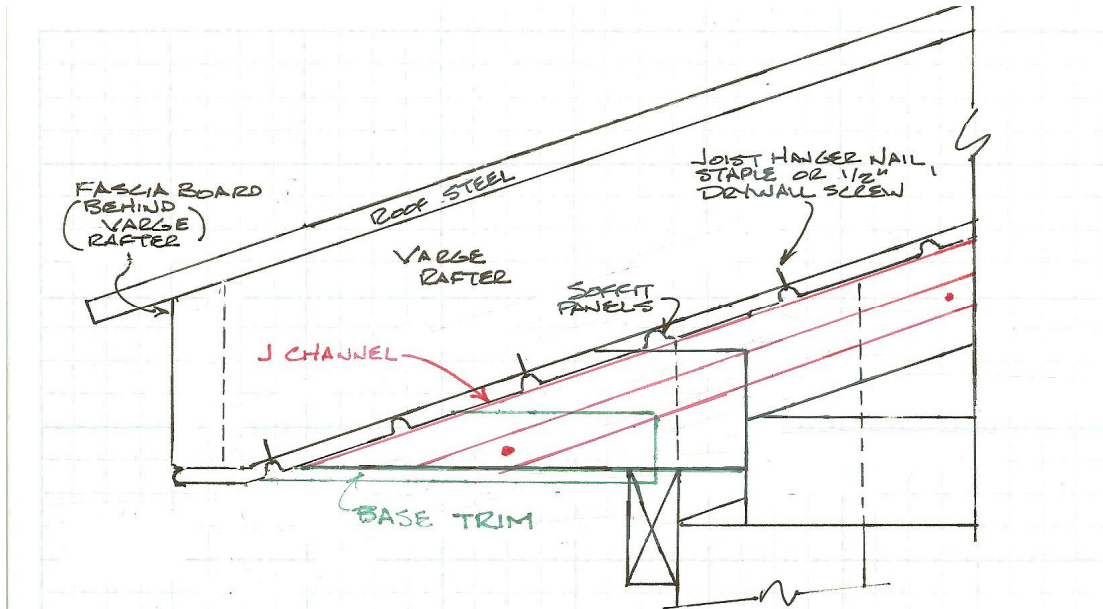 FASCIA BOARD
(BEHIND
VARGE
RAFTER)
ROOF STEEL
VARGE
RAFTER
JOIST HANGER NAIL,
STAPLE OR 1/2"
DRYWALL SCREW
SOFFIT
PANELS
J CHANNEL
BASE TRIM